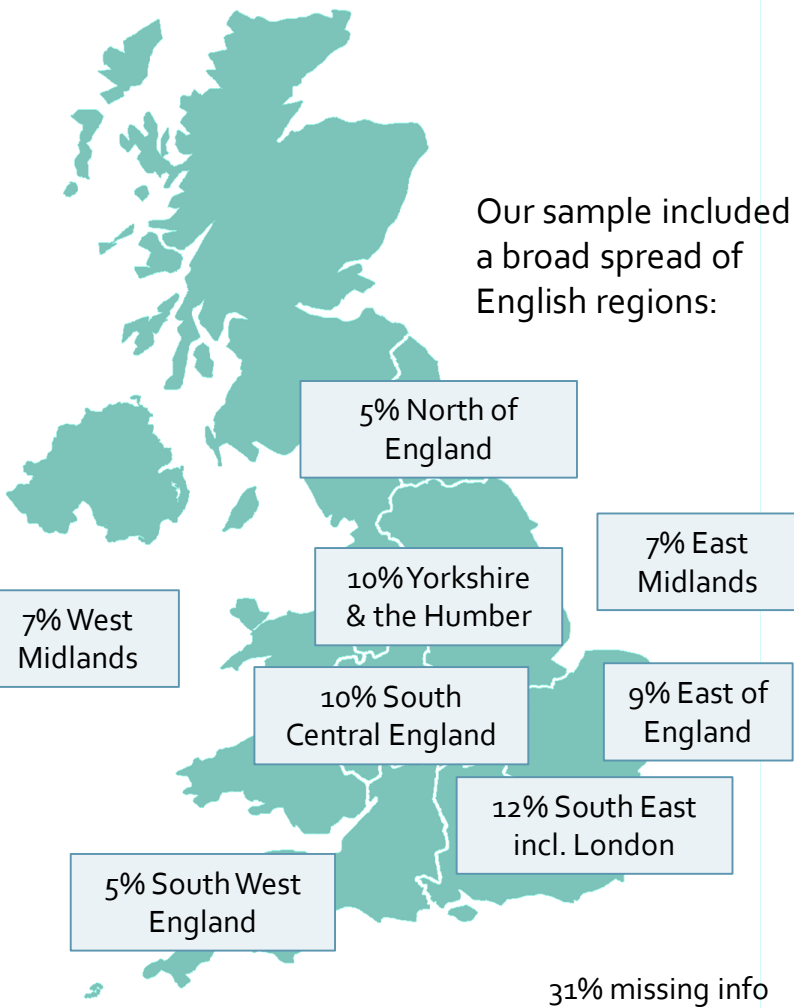 Our sample included
a broad spread of
English regions:
5% North of
England
7% East
Midlands
10% Yorkshire
& the Humber
7% West
Midlands
10% South
Central England
9% East of
England
12% South East
incl. London
5% South West
England
31% missing info